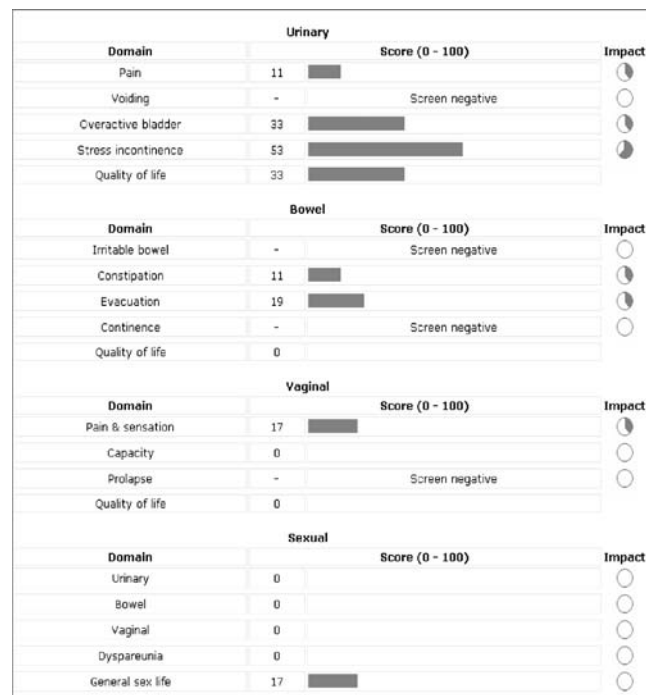 Urinary
Domain Score (0 - 100) Impact
Pain 11
Voiding - Screen negative
Overactive bladder 33
Stress incontinence 53
Quality of life 33
Bowel
Domain Score (0 - 100) Impact
Irritable bowel - Screen negative
Constipation 11
Evacuation 19
Continence - Screen negative
Quality of life 0
Vaginal
Domain Score (0 - 100) Impact
Pain & sensation 17
Capacity 0
Prolapse - Screen negative
Quality of life 0
Sexual
Domain Score (0 - 100) Impact
Urinary 0
Bowel 0
Vaginal 0
Dyspareunia 0
General sex life 17